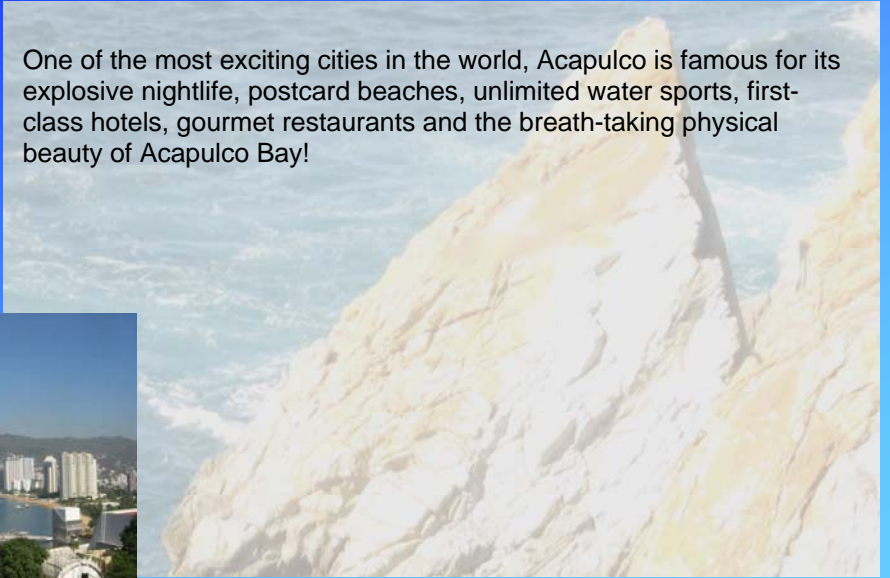 One of the most exciting cities in the world, Acapulco is famous for its
explosive nightlife, postcard beaches, unlimited water sports, first-
class hotels, gourmet restaurants and the breath-taking physical
beauty of Acapulco Bay!